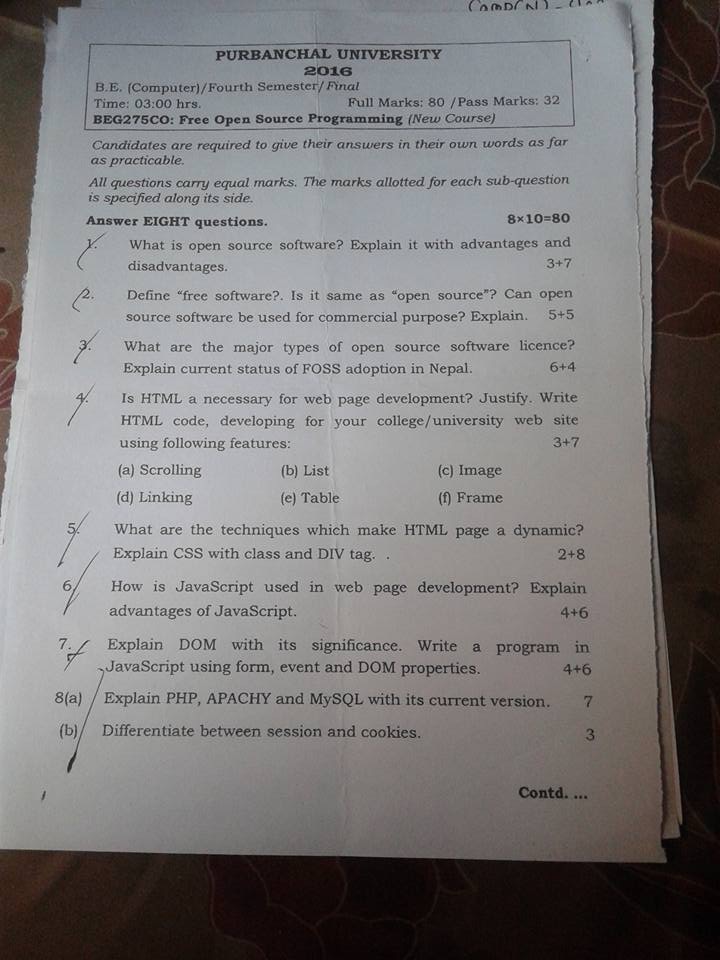 PURBANCHAL UNIVERSITY
2016
B.E. (Computer)/Fourth Semester/Final
Time: 03:00 hrs. Full Marks: 80 /Pass Marks: 32
BEG275CO: Free Open Source Programming (New Course)
Candidates are required to give their answers in their own words as far
as practicable.
All questions carry equal marks. The marks allotted for each sub-question
is specified along its side.
Answer EIGHT questions. 8×10=80
1. What is open source software? Explain it with advantages and
disadvantages. 3+7
2. Define “free software?. Is it same as “open source”? Can open
source software be used for commercial purpose? Explain. 5+5
3. What are the major types of open source software licence?
Explain current status of FOSS adoption in Nepal. 6+4
4. Is HTML a necessary for web page development? Justify. Write
HTML code, developing for your college/university web site
using following features: 3+7
(a) Scrolling (b) List (c) Image
(d) Linking (e) Table (f) Frame
5. What are the techniques which make HTML page a dynamic?
Explain CSS with class and DIV tag. . 2+8
6. How is JavaScript used in web page development? Explain
advantages of JavaScript. 4+6
7. Explain DOM with its significance. Write a program in
JavaScript using form, event and DOM properties. 4+6
8(a) Explain PHP, APACHY and MySQL with its current version. 7
(b) Differentiate between session and cookies. 3
Contd. ...